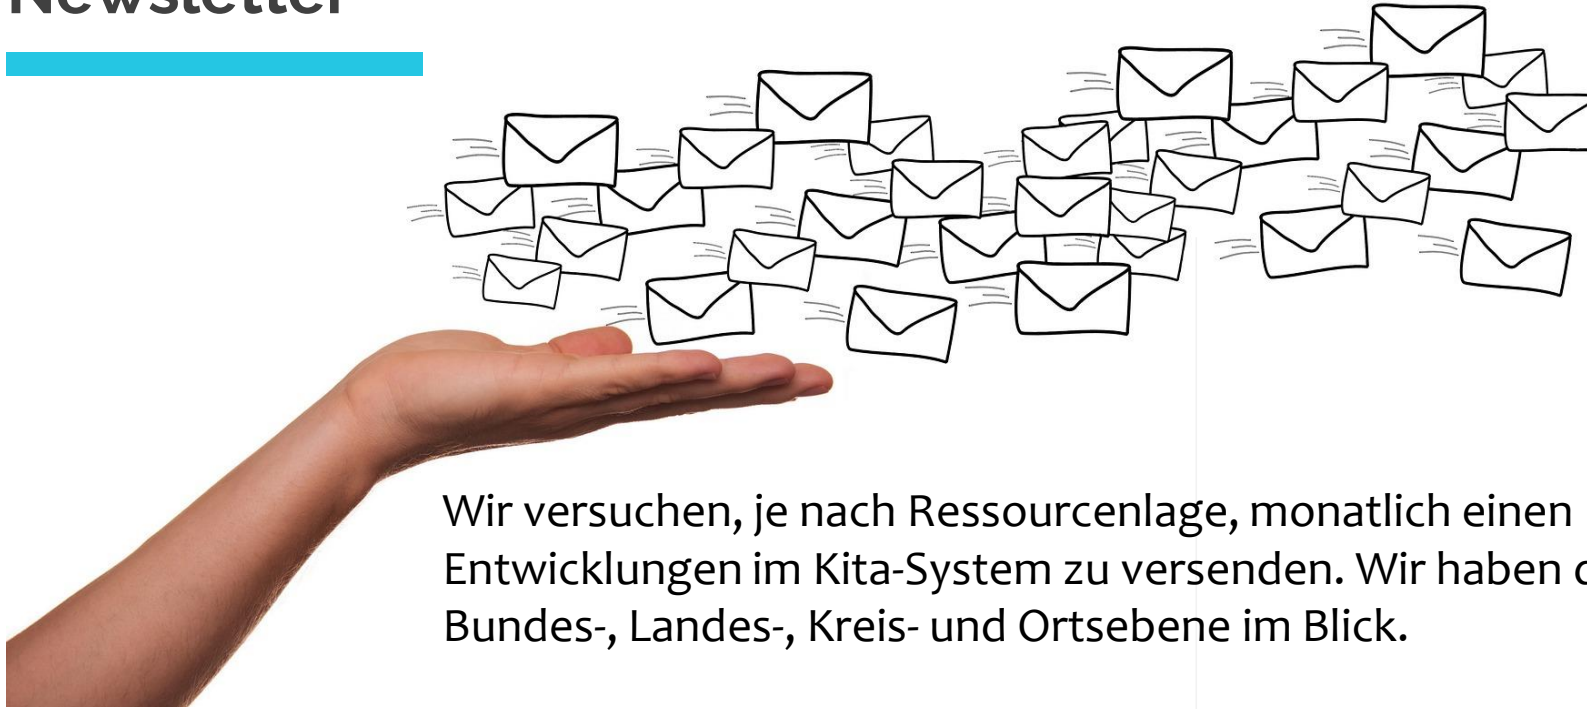 Newsletter
Wir versuchen, je nach Ressourcenlage, monatlich einen
Entwicklungen im Kita-System zu versenden. Wir haben
Bundes-, Landes-, Kreis- und Ortsebene im Blick.